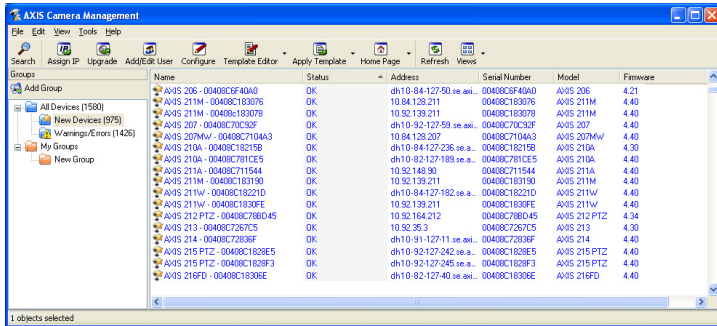 AXIS Camera Management
File Edit View Tools Help
Search Assign IP Upgrade Add/Edit User Configure Template Editor Apply Template Home Page Refresh Views
Groups
Add Group
All Devices (1580)
New Devices (975)
Warnings/Errors (1426)
My Groups
New Group
Name Status Address Serial Number Model Firmware
AXIS 206 - 00408C6F40A0 OK dh10-84-127-50.se.axi... 00408C6F40A0 AXIS 206 4.21
AXIS 211M - 00408C183076 OK 10.84.128.211 00408C183076 AXIS 211M 4.40
AXIS 211M - 00408c183078 OK 10.92.139.211 00408C183078 AXIS 211M 4.40
AXIS 207 - 00408C70C92F OK dh10-92-127-59.se.axi... 00408C70C92F AXIS 207 4.40
AXIS 207MW - 00408C7104A3 OK 10.84.128.207 00408C7104A3 AXIS 207MW 4.40
AXIS 210A - 00408C18215B OK dh10-84-127-236.se.a... 00408C18215B AXIS 210A 4.30
AXIS 210A - 00408C781CE5 OK dh10-82-127-189.se.a... 00408C781CE5 AXIS 210A 4.40
AXIS 211A - 00408C711544 OK 10.92.148.90 00408C711544 AXIS 211A 4.40
AXIS 211M - 00408C183190 OK 10.92.139.211 00408C183190 AXIS 211M 4.40
AXIS 211W - 00408C18221D OK dh10-84-127-182.se.a... 00408C18221D AXIS 211W 4.40
AXIS 211W - 00408C1830FE OK 10.92.139.211 00408C1830FE AXIS 211W 4.40
AXIS 212 PTZ - 00408C78BD45 OK 10.92.164.212 00408C78BD45 AXIS 212 PTZ 4.34
AXIS 213 - 00408C7267C5 OK 10.92.35.3 00408C7267C5 AXIS 213 4.30
AXIS 214 - 00408C72836F OK dh10-91-127-11.se.axi... 00408C72836F AXIS 214 4.40
AXIS 215 PTZ - 00408C1828E5 OK dh10-92-127-242.se.a... 00408C1828E5 AXIS 215 PTZ 4.40
AXIS 215 PTZ - 00408C1828F3 OK dh10-92-127-245.se.a... 00408C1828F3 AXIS 215 PTZ 4.40
AXIS 216FD - 00408C18306E OK dh10-82-127-40.se.axi... 00408C18306E AXIS 216FD 4.40
1 objects selected